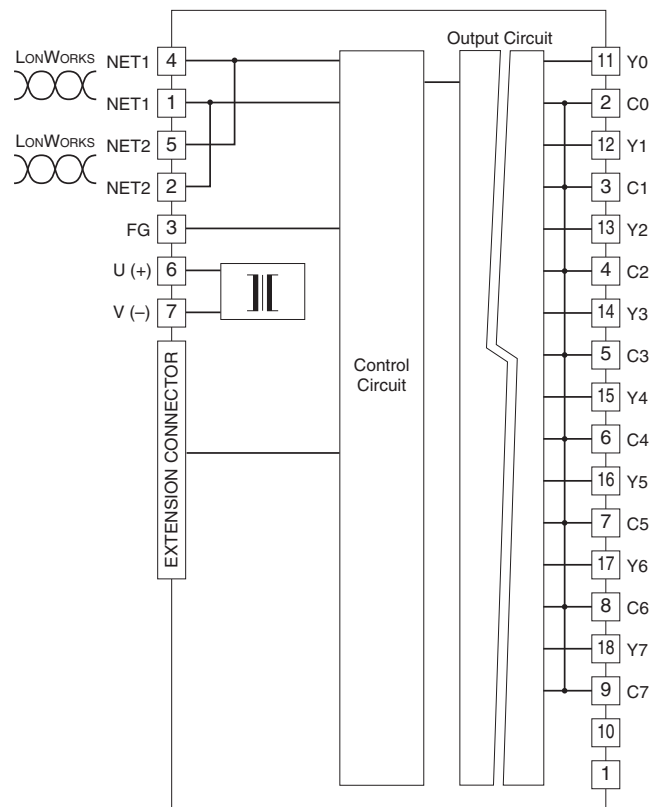 Output Circuit
LONWORKS NET1 4
NET1 1
LONWORKS NET2 5
NET2 2
FG 3
U (+) 6
V (–) 7
EXTENSION CONNECTOR
Control
Circuit
11 Y0
2 C0
12 Y1
3 C1
13 Y2
4 C2
14 Y3
5 C3
15 Y4
6 C4
16 Y5
7 C5
17 Y6
8 C6
18 Y7
9 C7
10
1